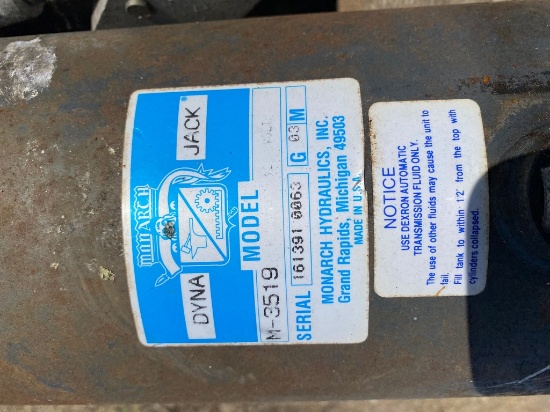 MONARCH
DYNA JACK
MODEL
M-3519
SERIAL 161391 0063 G 03 M
MONARCH HYDRAULICS, INC.
Grand Rapids, Michigan 49503
MADE IN U.S.A.
NOTICE
USE DEXRON AUTOMATIC
TRANSMISSION FLUID ONLY.
The use of other fluids may cause the unit to
fail.
Fill tank to within 1/2" from the top with
cylinders collapsed.